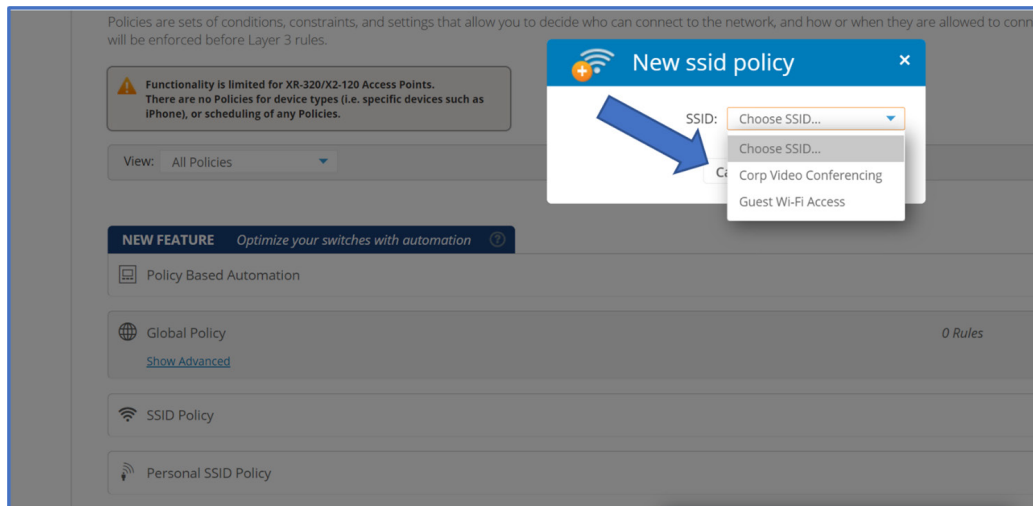 Policies are sets of conditions, constraints, and settings that allow you to decide who can connect to the network, and how or when they are allowed to
will be enforced before Layer 3 rules.
New ssid policy
Functionality is limited for XR-320/X2-120 Access Points.
There are no Policies for device types (i.e. specific devices such as
iPhone), or scheduling of any Policies.
SSID: Choose SSID...
Choose SSID...
Corp Video Conferencing
Guest Wi-Fi Access
View: All Policies
NEW FEATURE Optimize your switches with automation ?
Policy Based Automation
Global Policy 0 Rules
Show Advanced
SSID Policy
Personal SSID Policy